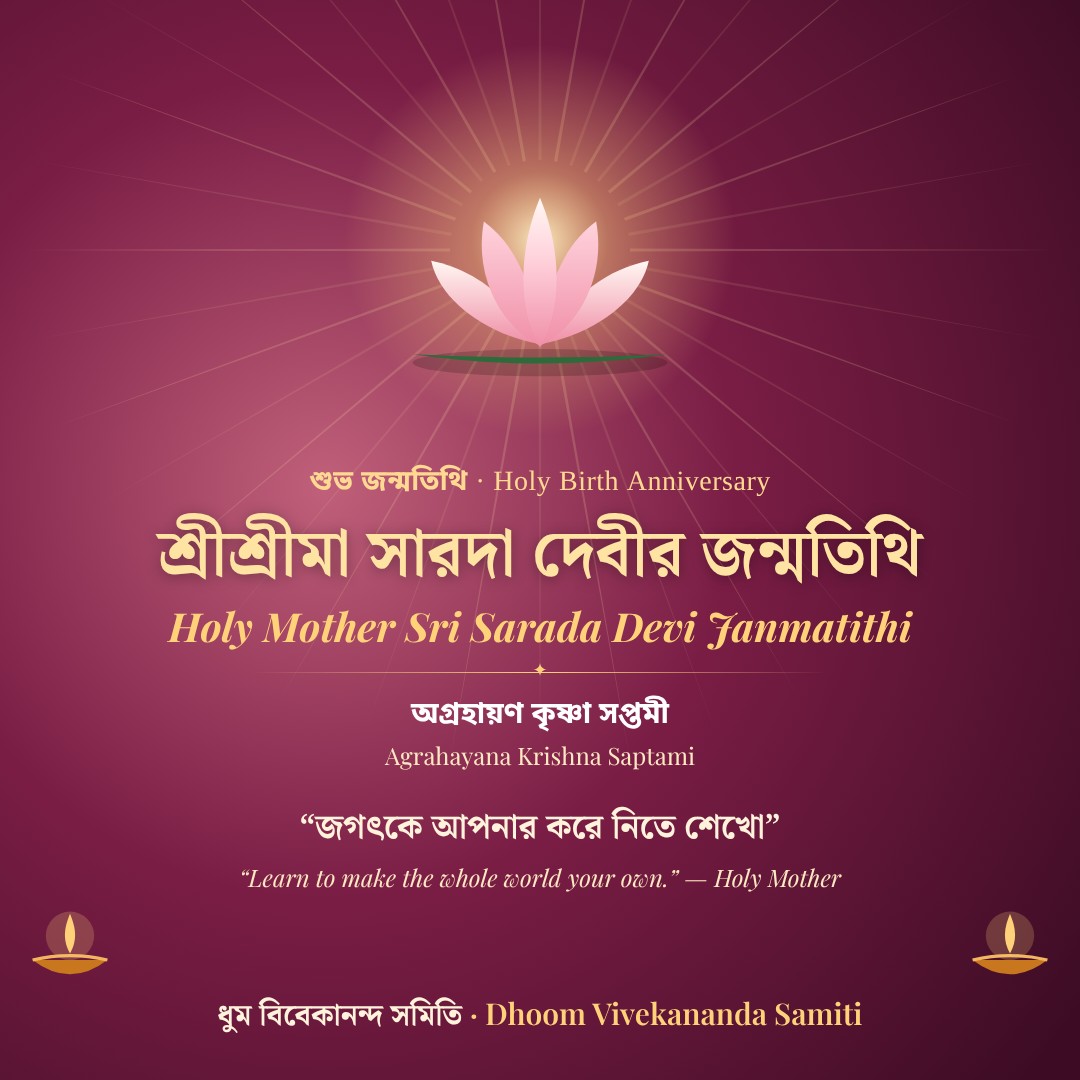 শুভ জন্মতিথি · Holy Birth Anniversary
শ্রীশ্রীমা সারদা দেবীর জন্মতিথি
Holy Mother Sri Sarada Devi Janmatithi
অগ্রহায়ণ কৃষ্ণা সপ্তমী
Agrahayana Krishna Saptami
“জগৎকে আপনার করে নিতে শেখো”
“Learn to make the whole world your own.” — Holy Mother
ধুম বিবেকানন্দ সমিতি · Dhoom Vivekananda Samiti